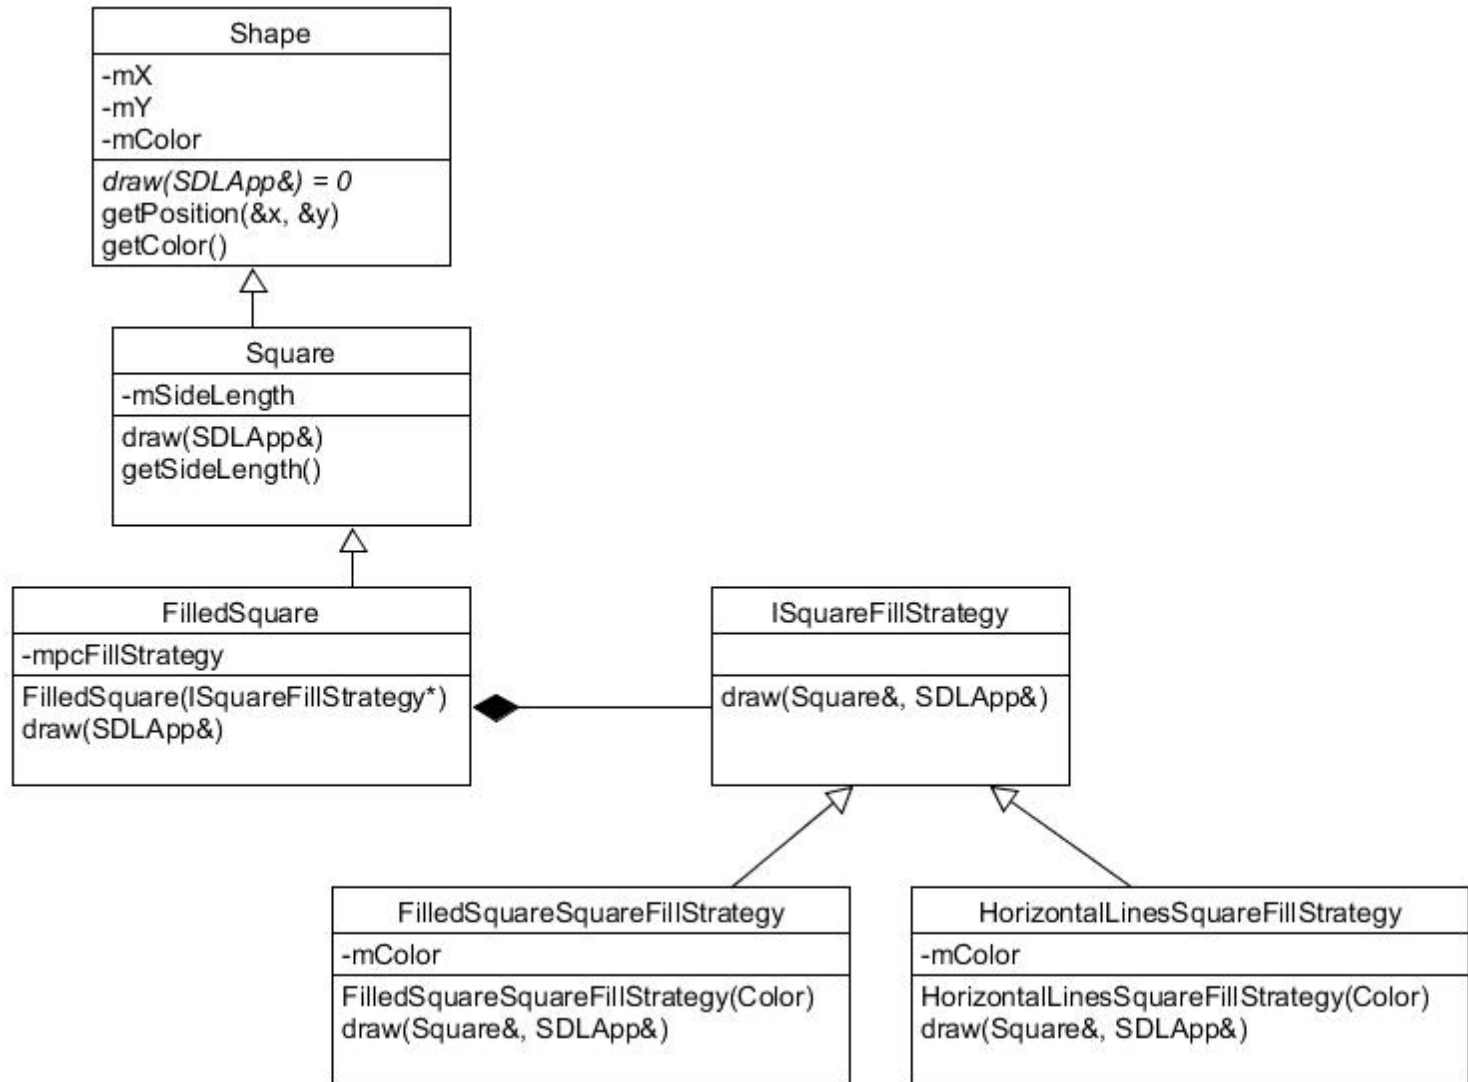 Shape
-mX
-mY
-mColor
draw(SDLApp&) = 0
getPosition(&x, &y)
getColor()
Square
-mSideLength
draw(SDLApp&)
getSideLength()
FilledSquare
-mpcFillStrategy
FilledSquare(ISquareFillStrategy*)
draw(SDLApp&)
ISquareFillStrategy
draw(Square&, SDLApp&)
FilledSquareSquareFillStrategy
-mColor
FilledSquareSquareFillStrategy(Color)
draw(Square&, SDLApp&)
HorizontalLinesSquareFillStrategy
-mColor
HorizontalLinesSquareFillStrategy(Color)
draw(Square&, SDLApp&)